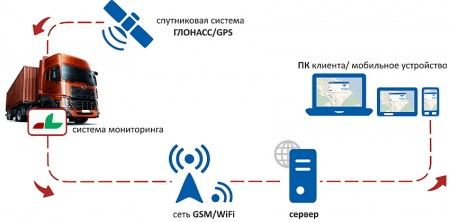 спутниковая система
ГЛОНАСС/GPS
ПК клиента/ мобильное устройство
система мониторинга
сеть GSM/WiFi
сервер